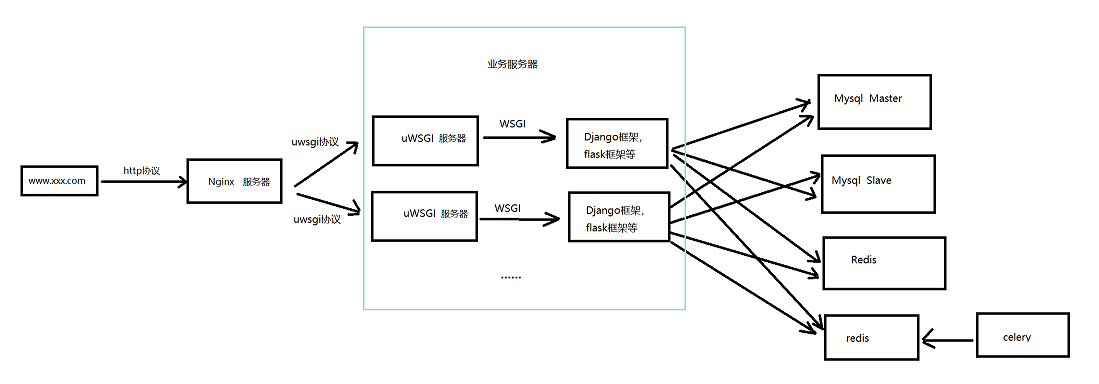 业务服务器
www.xxx.com
http协议
Nginx 服务器
uwsgi协议
uwsgi协议
uWSGI 服务器
WSGI
Django框架,
flask框架等
uWSGI 服务器
WSGI
Django框架,
flask框架等
......
Mysql Master
Mysql Slave
Redis
redis
celery